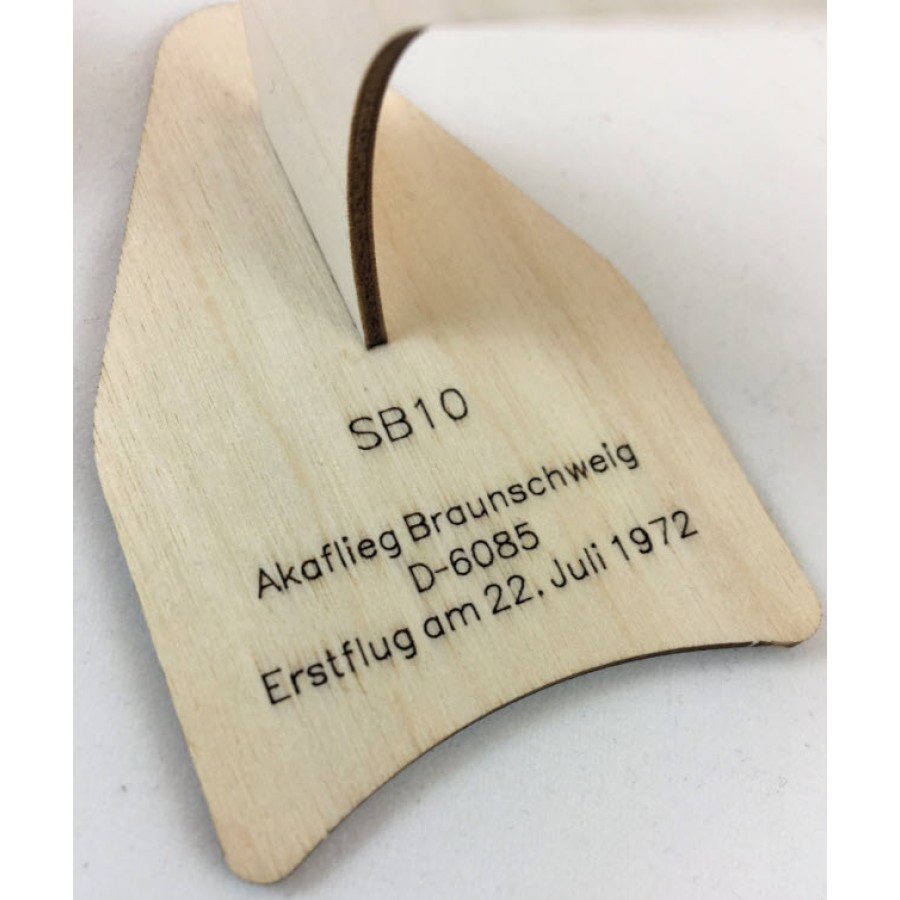 SB10
Akaflieg Braunschweig
D-6085
Erstflug am 22. Juli 1972